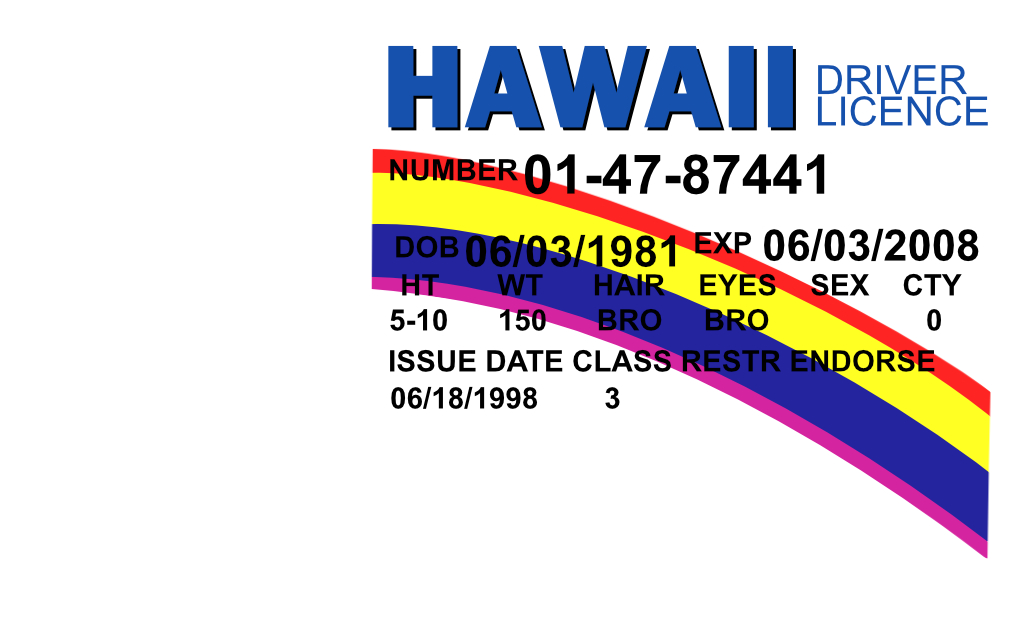 HAWAII DRIVER
LICENCE
NUMBER 01-47-87441
DOB 06/03/1981 EXP 06/03/2008
HT WT HAIR EYES SEX CTY
5-10 150 BRO BRO 0
ISSUE DATE CLASS RESTR ENDORSE
06/18/1998 3